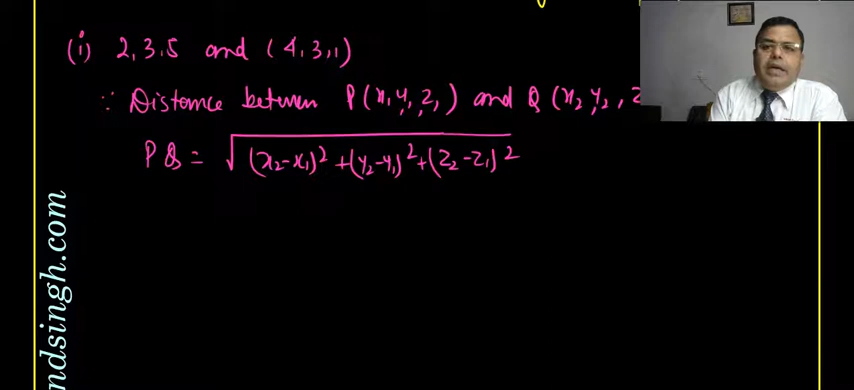 (i) 2,3,5 and (4,3,1)
∵ Distance between P(x₁ y₁, z₁) and Q (x₂ y₂, z
PQ = √(x₂-x₁)² + (y₂-y₁)² + (z₂-z₁)²
ndsingh.com